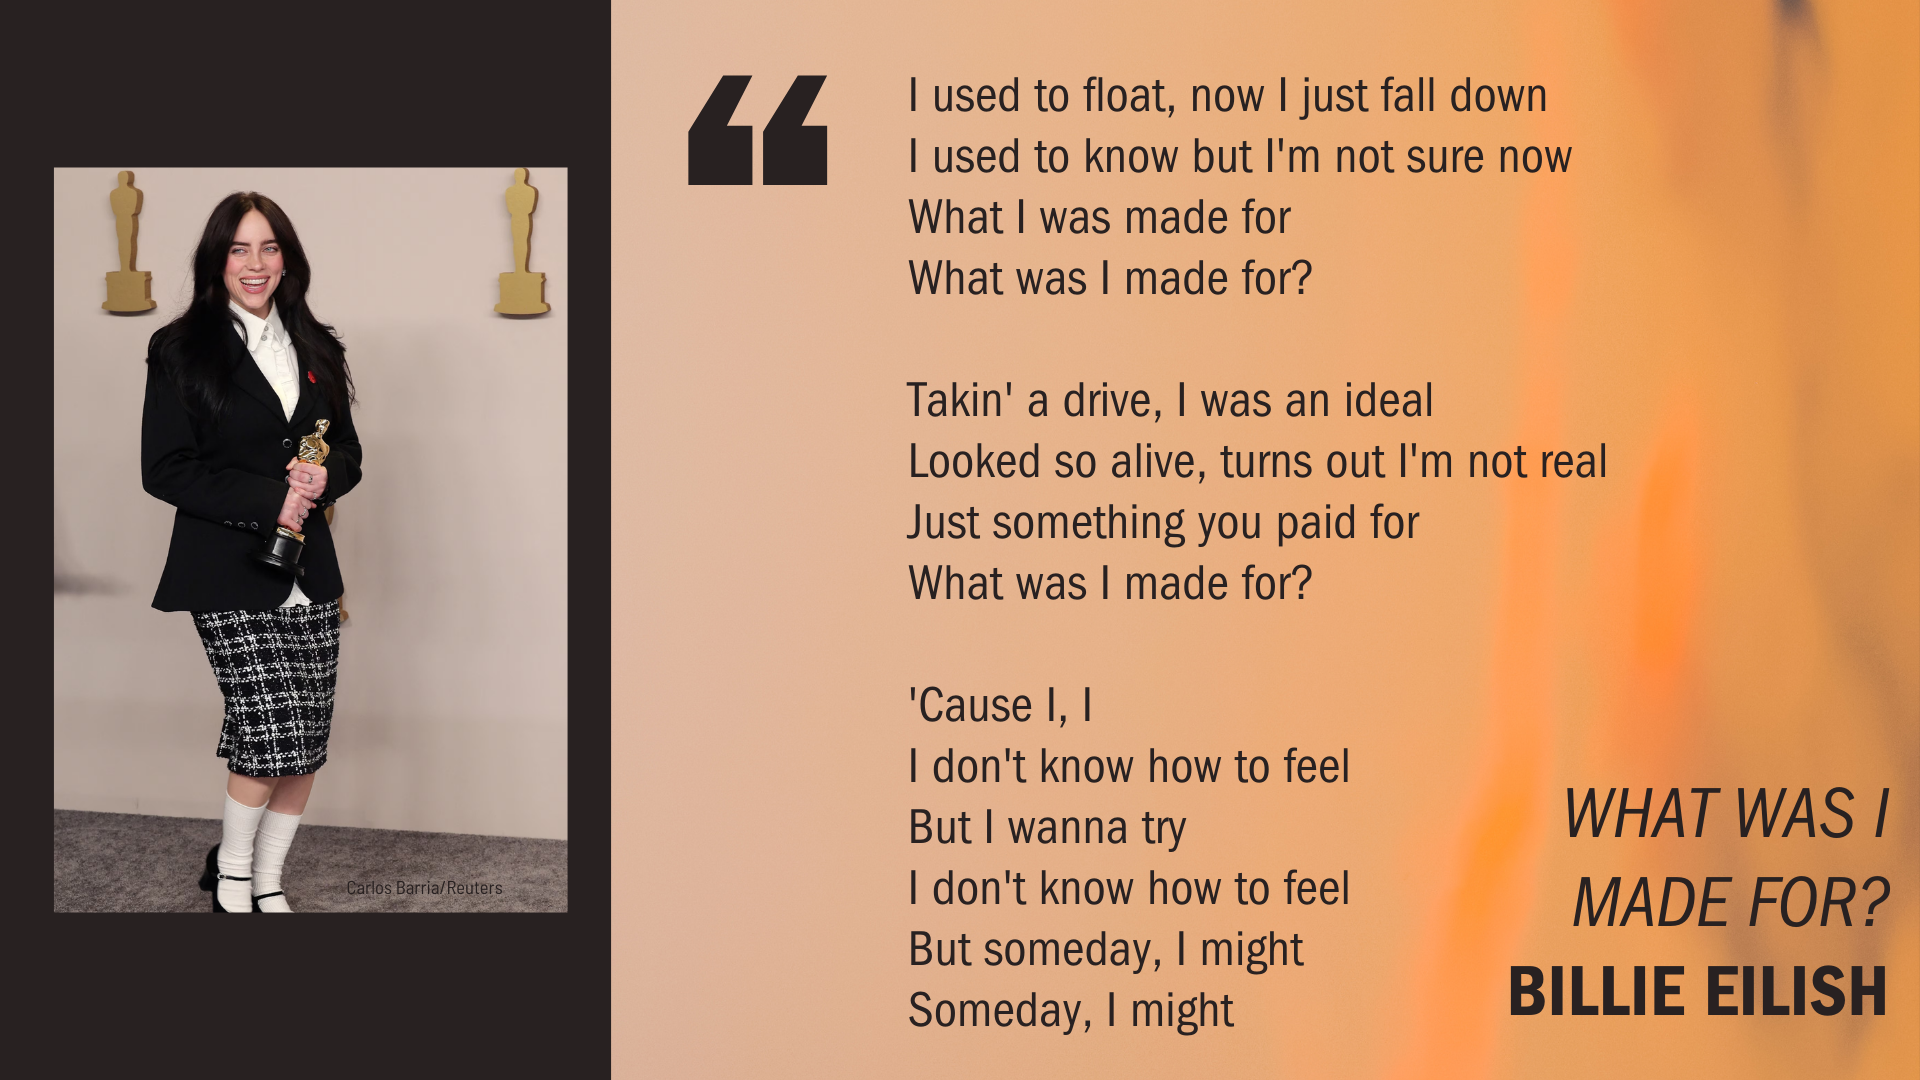 “
I used to float, now I just fall down
I used to know but I'm not sure now
What I was made for
What was I made for?
Takin' a drive, I was an ideal
Looked so alive, turns out I'm not real
Just something you paid for
What was I made for?
'Cause I, I
I don't know how to feel
But I wanna try
I don't know how to feel
But someday, I might
Someday, I might
WHAT WAS I
MADE FOR?
BILLIE EILISH
Carlos Barria/Reuters